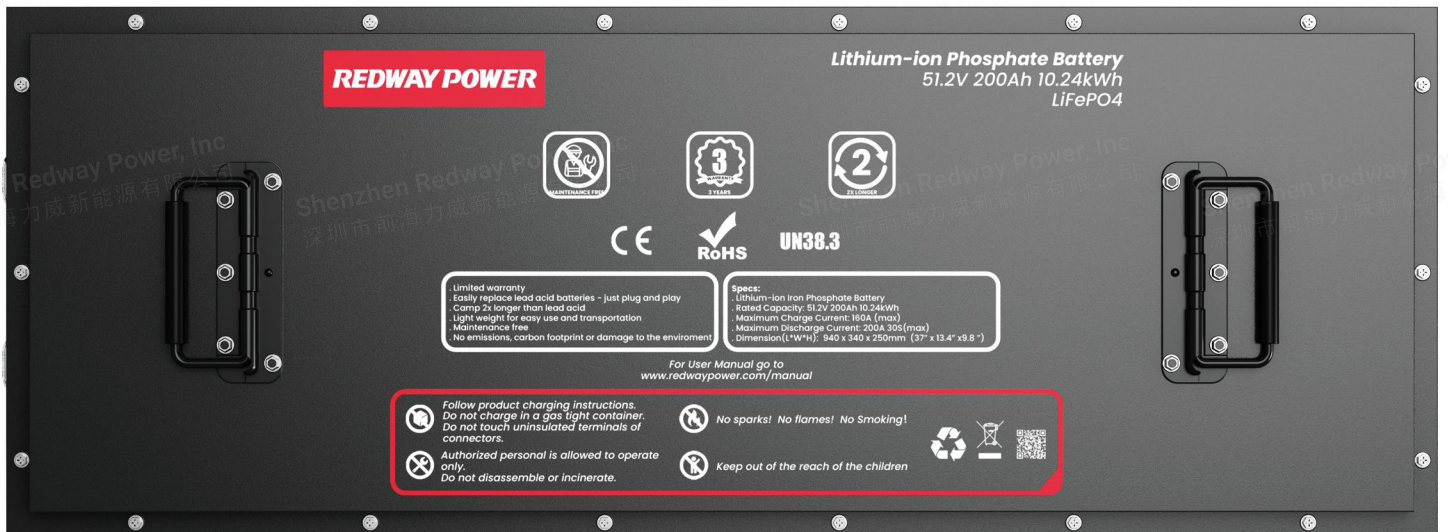 REDWAY POWER
Lithium-ion Phosphate Battery
51.2V 200Ah 10.24kWh
LiFePO4
MAINTENANCE FREE
3
WARRANTY
3 YEARS
2
2X LONGER
CE
RoHS
UN38.3
. Limited warranty
. Easily replace lead acid batteries - just plug and play
. Camp 2x longer than lead acid
. Light weight for easy use and transportation
. Maintenance free
. No emissions, carbon footprint or damage to the enviroment
Specs:
. Lithium-ion Iron Phosphate Battery
. Rated Capacity: 51.2V 200Ah 10.24kWh
. Maximum Charge Current: 160A (max)
. Maximum Discharge Current: 200A 30S(max)
. Dimension(L*W*H): 940 x 340 x 250mm (37" x 13.4" x9.8 ")
For User Manual go to
www.redwaypower.com/manual
Follow product charging instructions.
Do not charge in a gas tight container.
Do not touch uninsulated terminals of
connectors.
Authorized personal is allowed to operate
only.
Do not disassemble or incinerate.
No sparks! No flames! No Smoking!
Keep out of the reach of the children
Redway Power, Inc
力威新能源有限公司
Shenzhen Redway Po
深圳市前海力威新能源
Redway Power, Inc
Redway